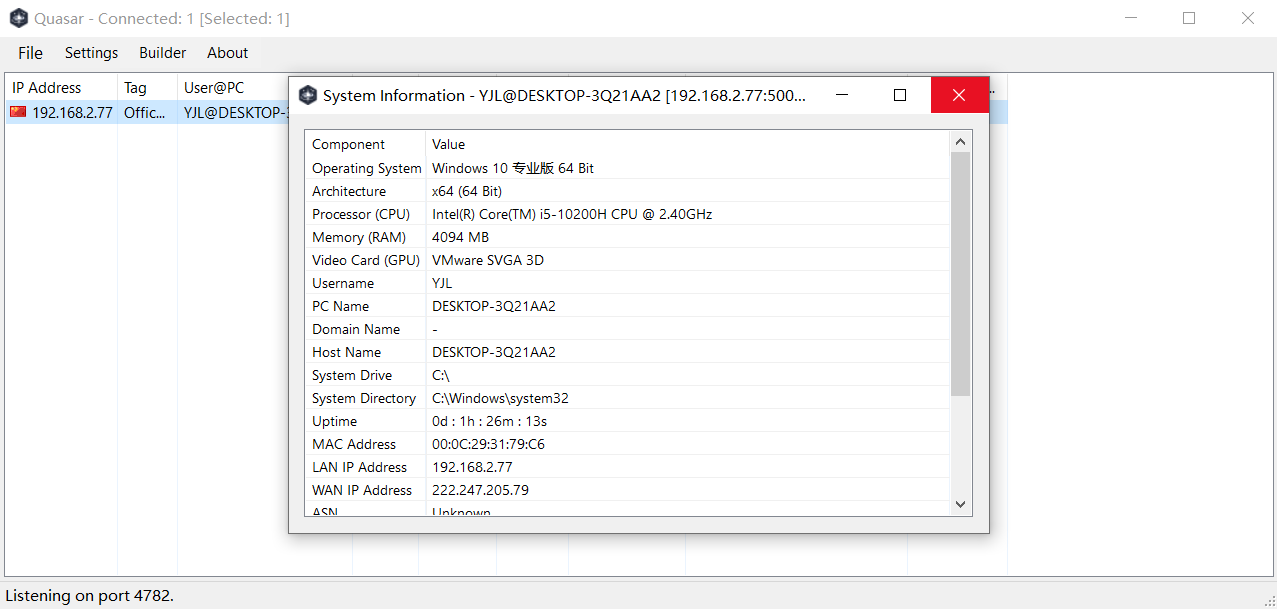 Quasar - Connected: 1 [Selected: 1]
File Settings Builder About
IP Address Tag User@PC
192.168.2.77 Offic... YJL@DESKTOP-3
System Information - YJL@DESKTOP-3Q21AA2 [192.168.2.77:500...
Component Value
Operating System Windows 10 专业版 64 Bit
Architecture x64 (64 Bit)
Processor (CPU) Intel(R) Core(TM) i5-10200H CPU @ 2.40GHz
Memory (RAM) 4094 MB
Video Card (GPU) VMware SVGA 3D
Username YJL
PC Name DESKTOP-3Q21AA2
Domain Name -
Host Name DESKTOP-3Q21AA2
System Drive C:\
System Directory C:\Windows\system32
Uptime 0d : 1h : 26m : 13s
MAC Address 00:0C:29:31:79:C6
LAN IP Address 192.168.2.77
WAN IP Address 222.247.205.79
ASN Unknown
Listening on port 4782.